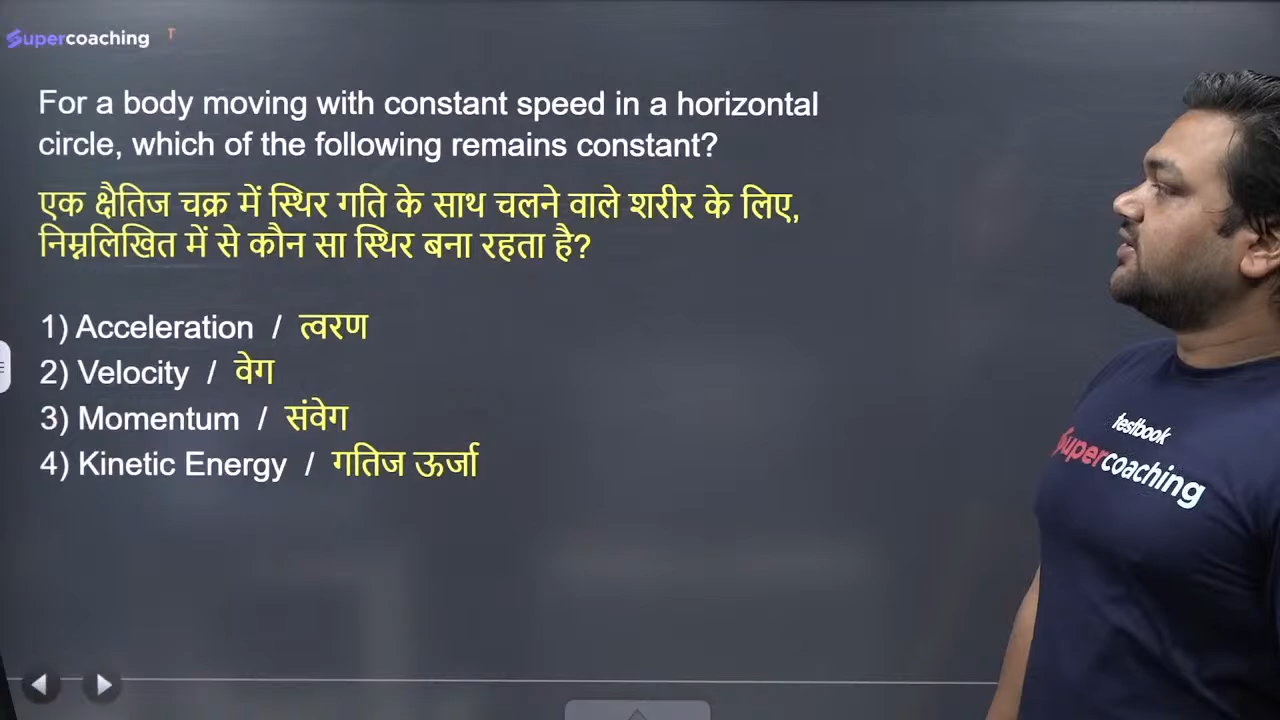 Supercoaching
For a body moving with constant speed in a horizontal
circle, which of the following remains constant?
एक क्षैतिज चक्र में स्थिर गति के साथ चलने वाले शरीर के लिए,
निम्नलिखित में से कौन सा स्थिर बना रहता है?
1) Acceleration / त्वरण
2) Velocity / वेग
3) Momentum / संवेग
4) Kinetic Energy / गतिज ऊर्जा
testbook
Supercoaching